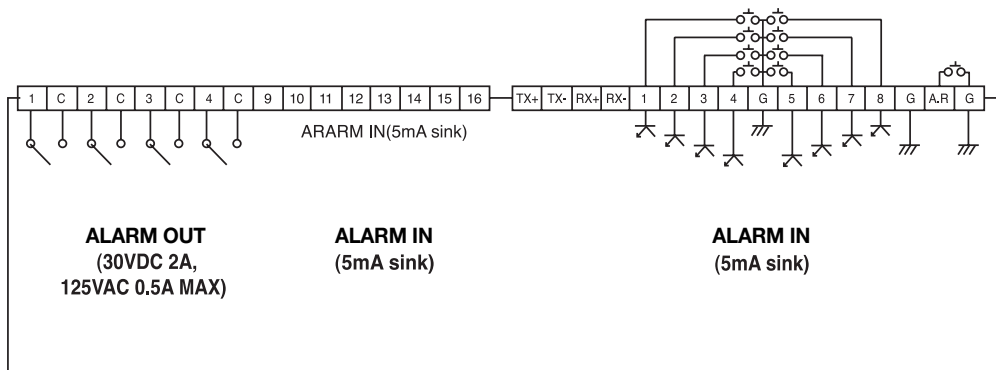 1 C 2 C 3 C 4 C 9 10 11 12 13 14 15 16 TX+ TX- RX+ RX- 1 2 3 4 G 5 6 7 8 G A.R G
ARARM IN(5mA sink)
ALARM OUT
(30VDC 2A,
125VAC 0.5A MAX)
ALARM IN
(5mA sink)
ALARM IN
(5mA sink)